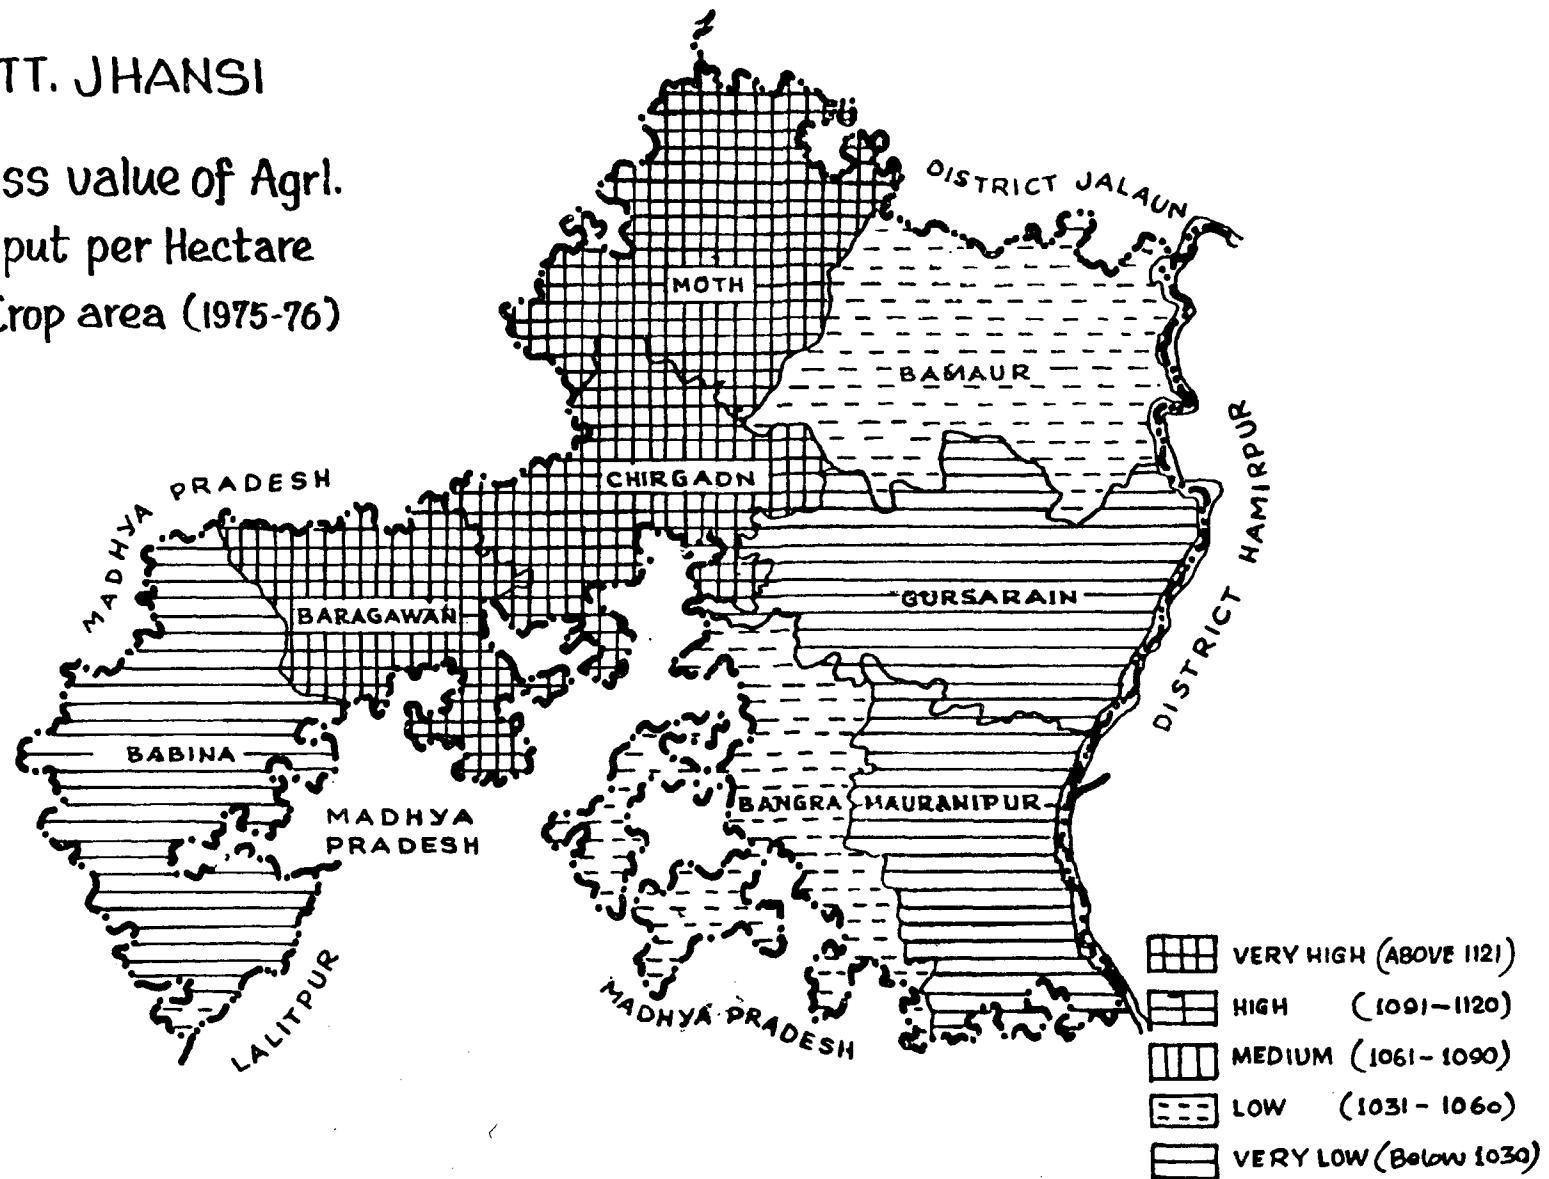 TT. JHANSI
ss value of Agrl.
put per Hectare
Crop area (1975-76)
DISTRICT JALAUN
MOTH
BAMAUR
CHIRGADN
MADHYA PRADESH
DISTRICT HAMIRPUR
BARAGAWAN
GURSARAIN
BABINA
MADHYA
PRADESH
BANGRA
MAURANIPUR
LALITPUR
MADHYA PRADESH
VERY HIGH (ABOVE 1121)
HIGH (1091-1120)
MEDIUM (1061-1090)
LOW (1031-1060)
VERY LOW (Below 1030)